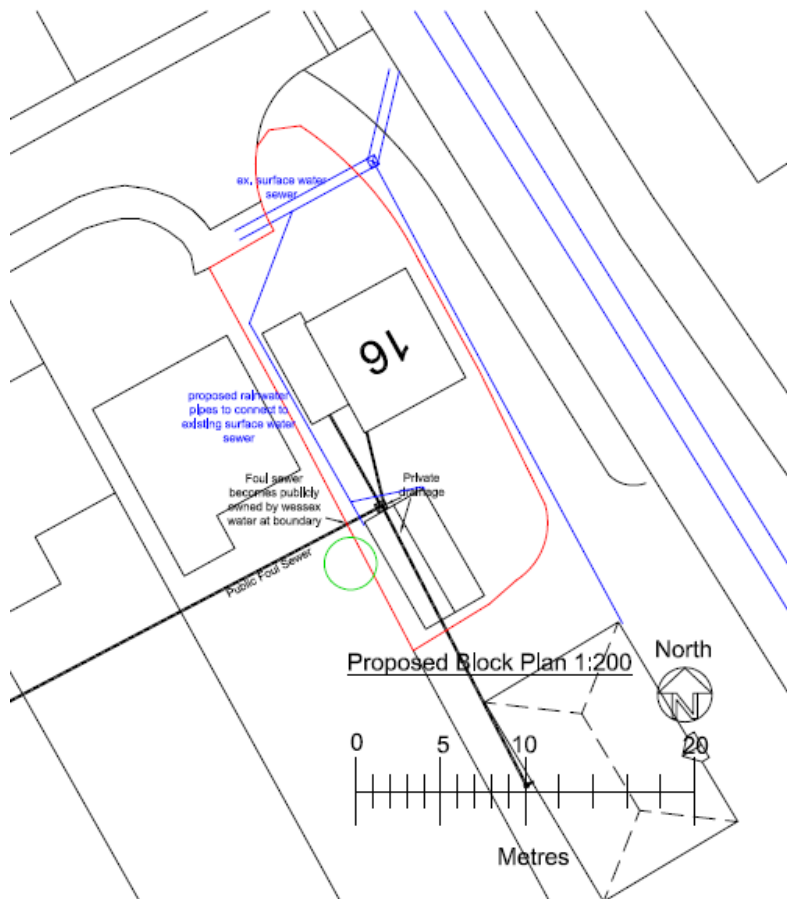 ex. surface water
sewer
16
proposed rainwater
pipes to connect to
existing surface water
sewer
Foul sewer
becomes publicly
owned by wessex
water at boundary
Private
drainage
Public Foul Sewer
Proposed Block Plan 1:200
North
N
0 5 10 20
Metres